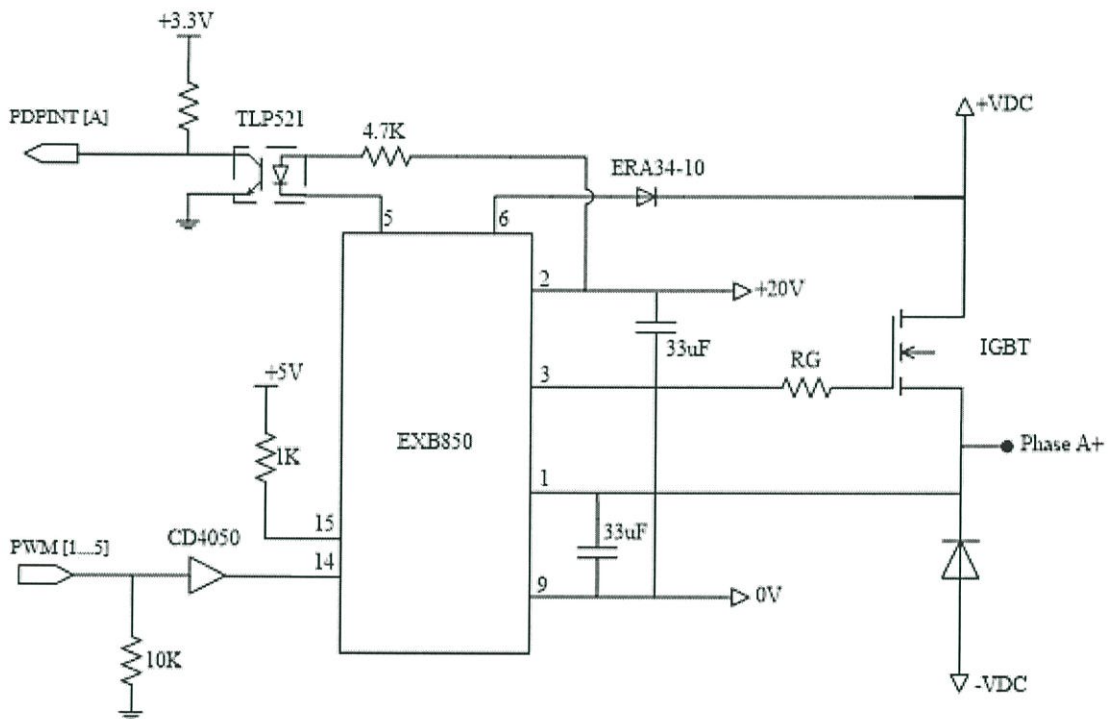 +3.3V
PDPINT [A]
TLP521
4.7K
+VDC
ERA34-10
5
6
2
+20V
33uF
IGBT
RG
3
+5V
1K
EXB850
Phase A+
1
15
33uF
CD4050
PWM [1....5]
14
9
0V
10K
-VDC